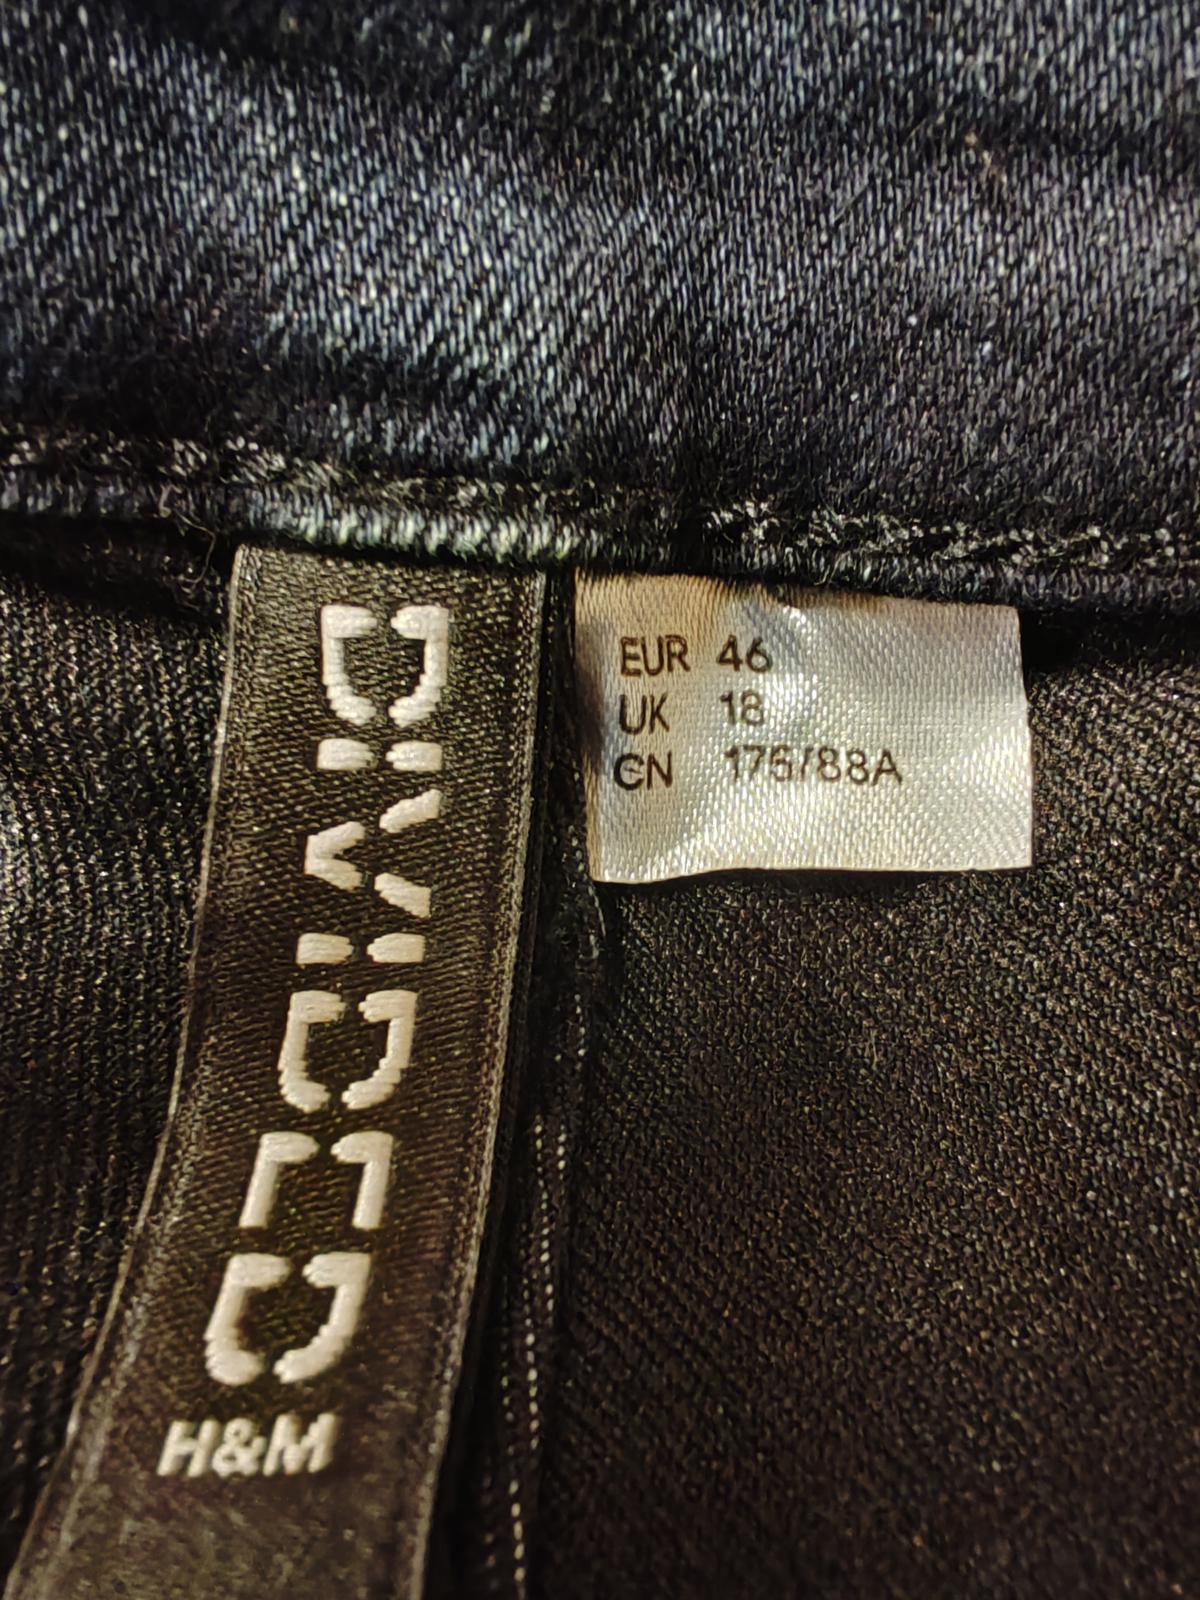 DIVIDED
H&M
EUR 46
UK 18
CN 175/88A